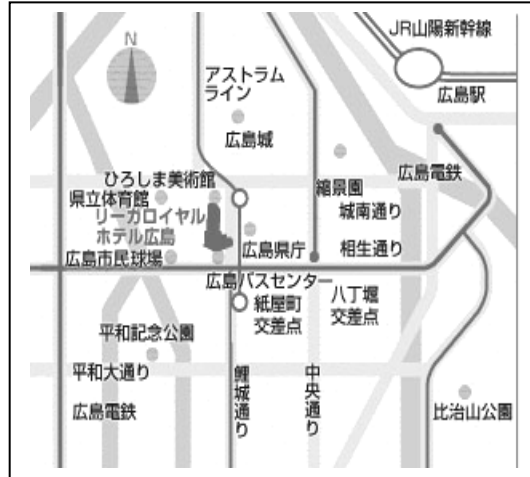 JR山陽新幹線
N
アストラム
ライン
広島駅
広島城
広島電鉄
ひろしま美術館
縮景園
県立体育館
城南通り
リーガロイヤル
ホテル広島
広島県庁
相生通り
広島市民球場
広島バスセンター
紙屋町
交差点
八丁堀
交差点
平和記念公園
平和大通り
鯉城通り
中央通り
広島電鉄
比治山公園